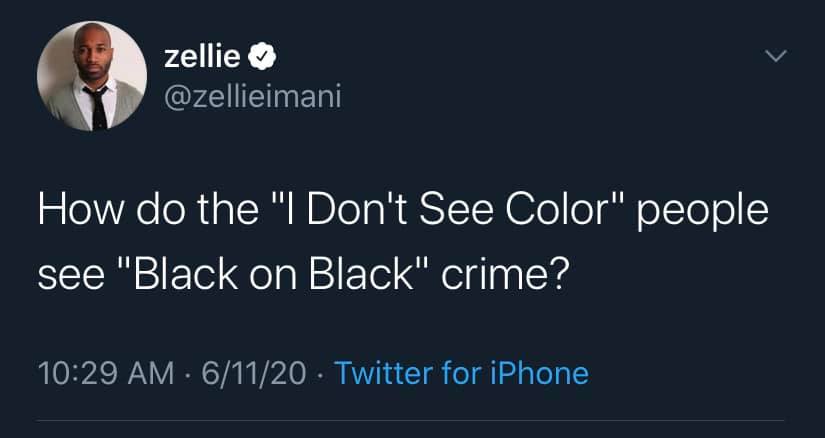 zellie
@zellieimani
How do the "I Don't See Color" people
see "Black on Black" crime?
10:29 AM · 6/11/20 · Twitter for iPhone